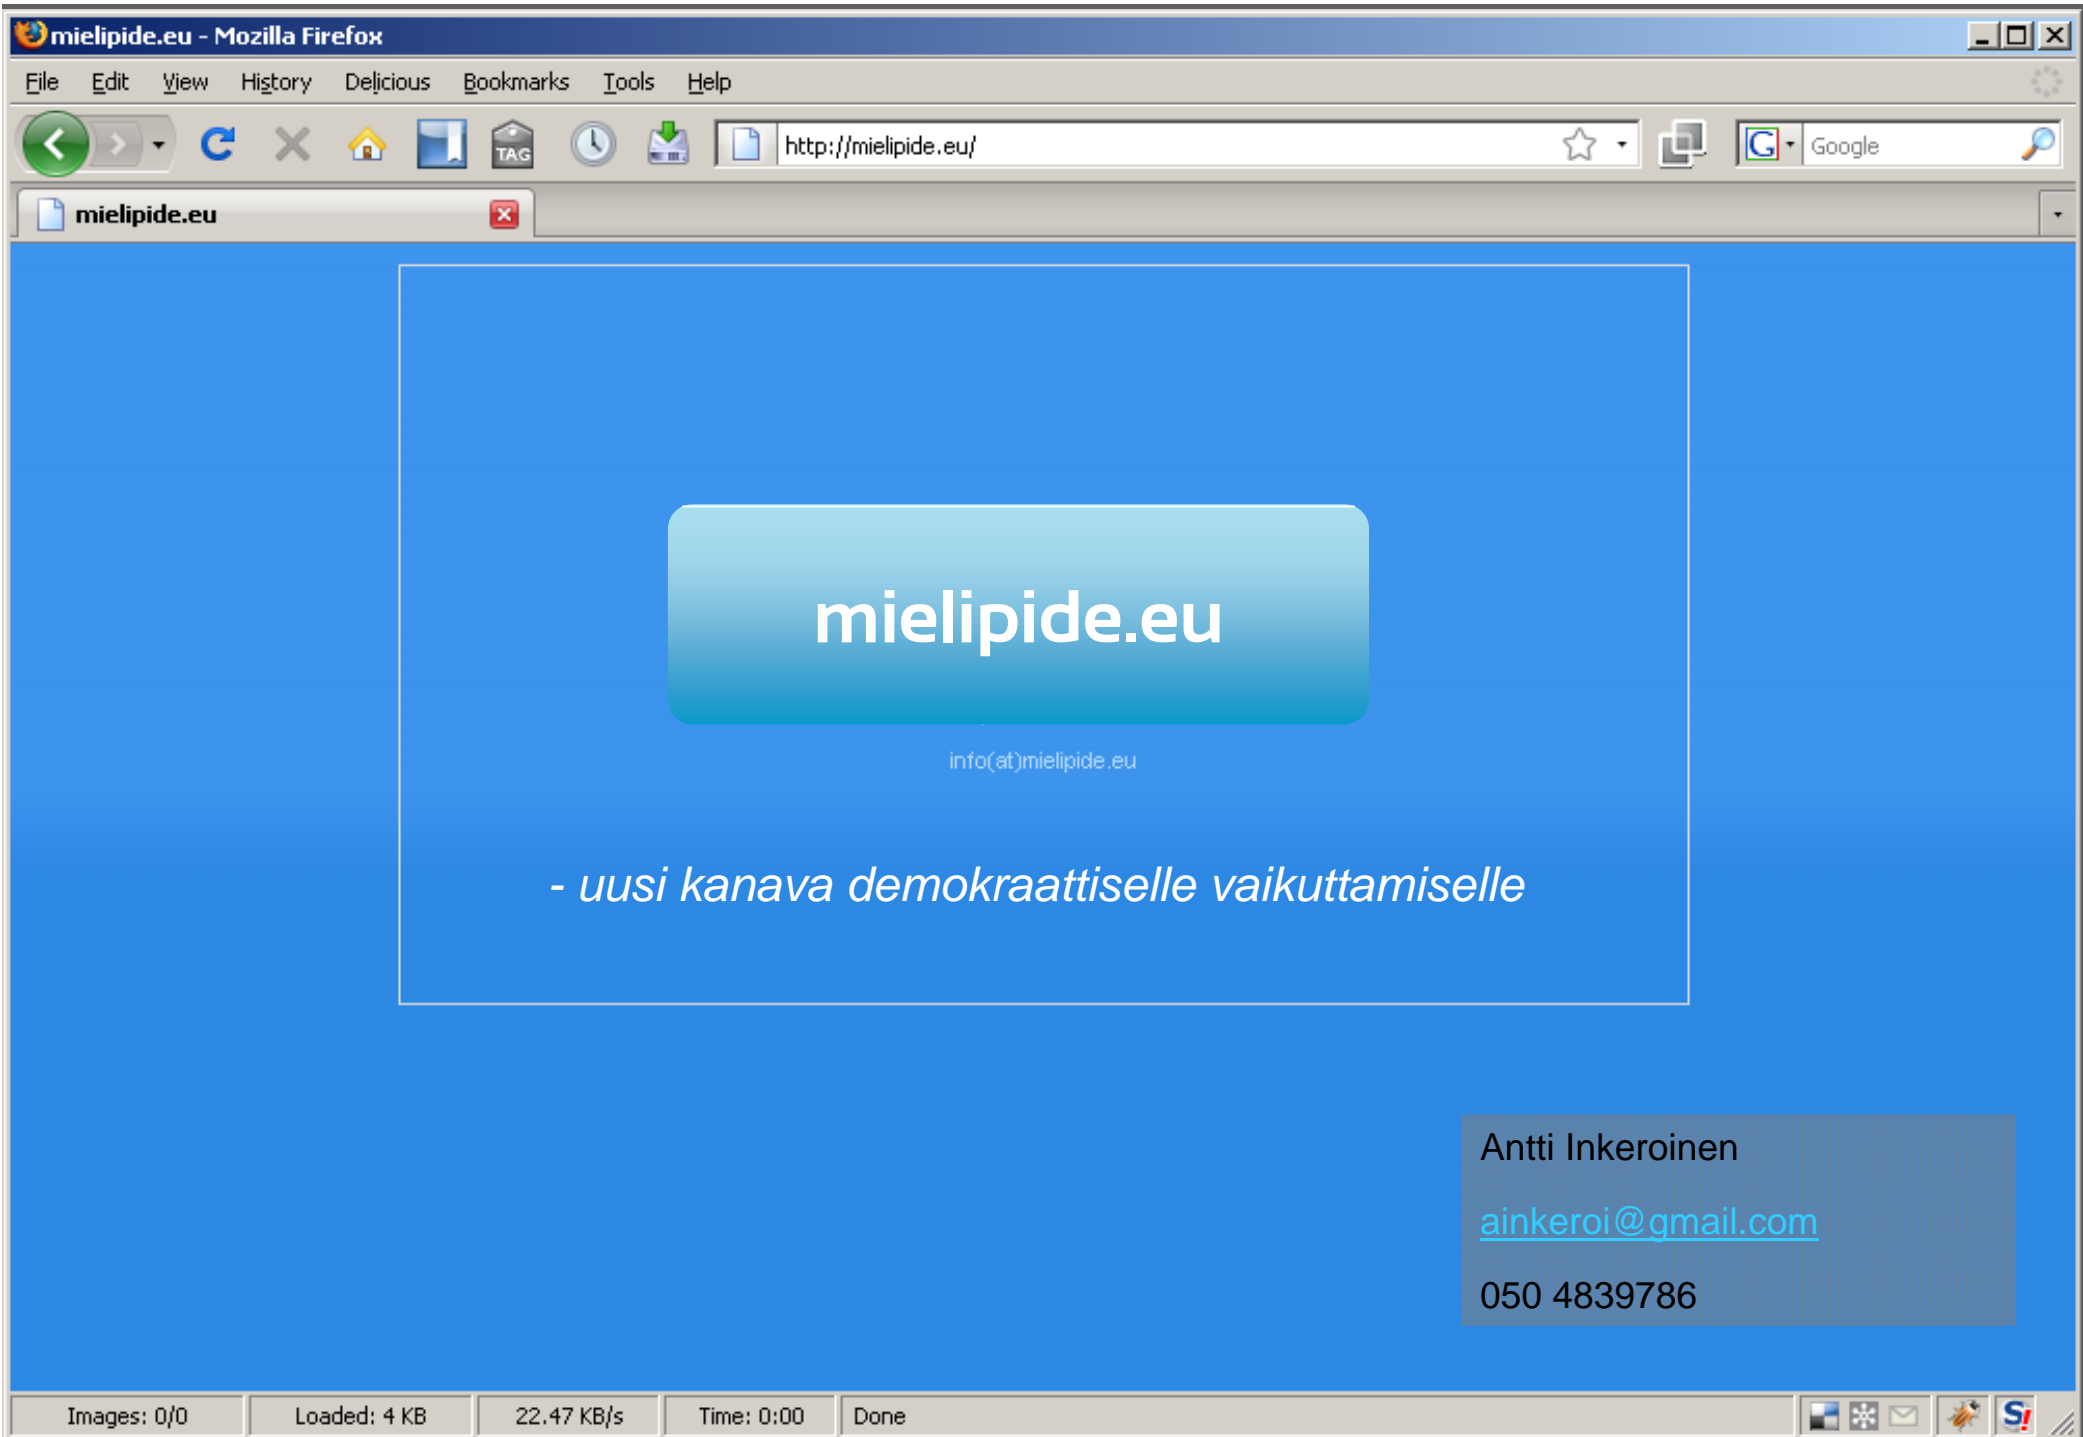 mielipide.eu - Mozilla Firefox
File Edit View History Delicious Bookmarks Tools Help
TAG http://mielipide.eu/ G Google
mielipide.eu
mielipide.eu
info(at)mielipide.eu
- uusi kanava demokraattiselle vaikuttamiselle
Antti Inkeroinen
ainkeroi@gmail.com
050 4839786
Images: 0/0 Loaded: 4 KB 22.47 KB/s Time: 0:00 Done S!